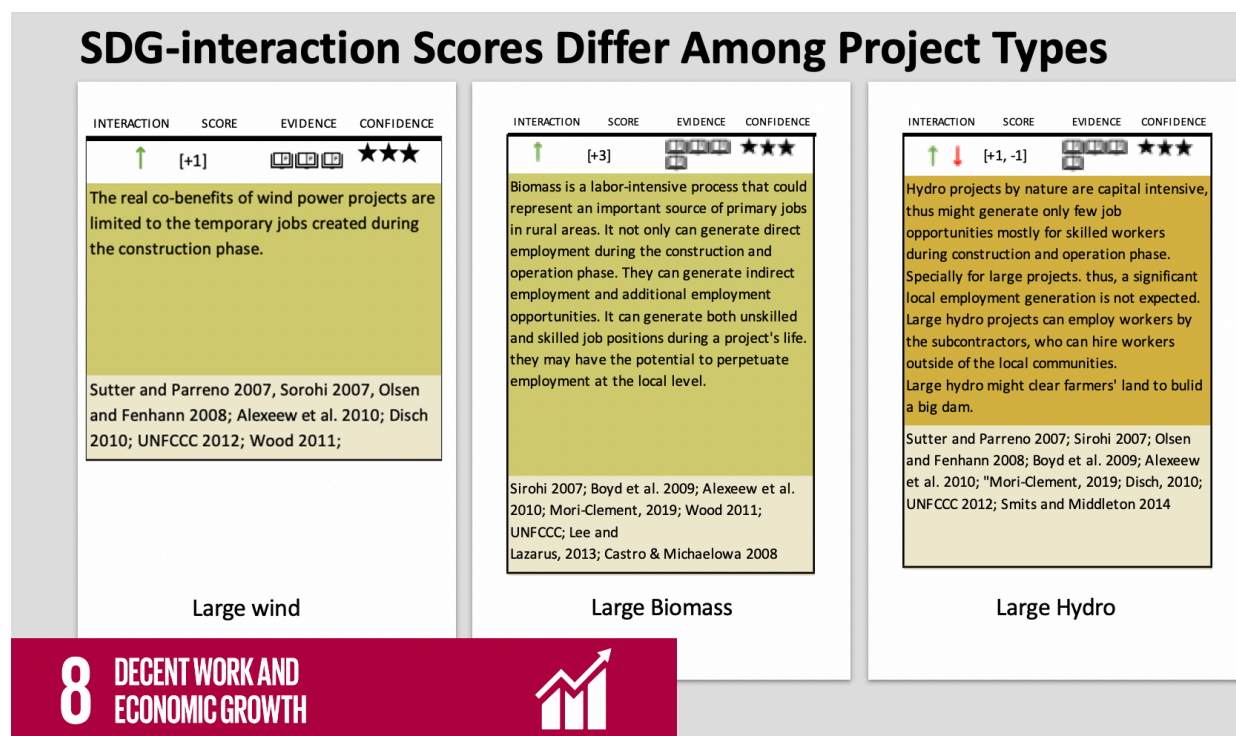 SDG-interaction Scores Differ Among Project Types
INTERACTION SCORE EVIDENCE CONFIDENCE
[+1]
The real co-benefits of wind power projects are
limited to the temporary jobs created during
the construction phase.
Sutter and Parreno 2007, Sorohi 2007, Olsen
and Fenhann 2008; Alexeew et al. 2010; Disch
2010; UNFCCC 2012; Wood 2011;
Large wind
INTERACTION SCORE EVIDENCE CONFIDENCE
[+3]
Biomass is a labor-intensive process that could
represent an important source of primary jobs
in rural areas. It not only can generate direct
employment during the construction and
operation phase. They can generate indirect
employment and additional employment
opportunities. It can generate both unskilled
and skilled job positions during a project's life.
they may have the potential to perpetuate
employment at the local level.
Sirohi 2007; Boyd et al. 2009; Alexeew et al.
2010; Mori-Clement, 2019; Wood 2011;
UNFCCC; Lee and
Lazarus, 2013; Castro & Michaelowa 2008
Large Biomass
INTERACTION SCORE EVIDENCE CONFIDENCE
[+1, -1]
Hydro projects by nature are capital intensive,
thus might generate only few job
opportunities mostly for skilled workers
during construction and operation phase.
Specially for large projects. thus, a significant
local employment generation is not expected.
Large hydro projects can employ workers by
the subcontractors, who can hire workers
outside of the local communities.
Large hydro might clear farmers' land to bulid
a big dam.
Sutter and Parreno 2007; Sirohi 2007; Olsen
and Fenhann 2008; Boyd et al. 2009; Alexeew
et al. 2010; "Mori-Clement, 2019; Disch, 2010;
UNFCCC 2012; Smits and Middleton 2014
Large Hydro
8 DECENT WORK AND
ECONOMIC GROWTH